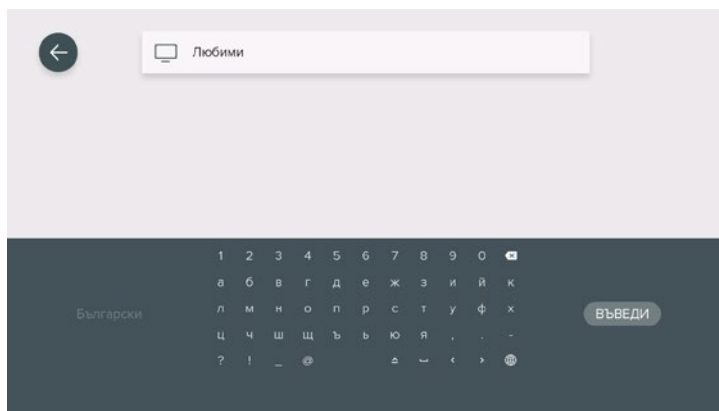 Любими
1 2 3 4 5 6 7 8 9 0
а б в г д е ж з и й к
Български
л м н о п р с т у ф х
ВЪВЕДИ
ц ч ш щ ъ ь ю я , . -
? ! _ @ ‹ ›